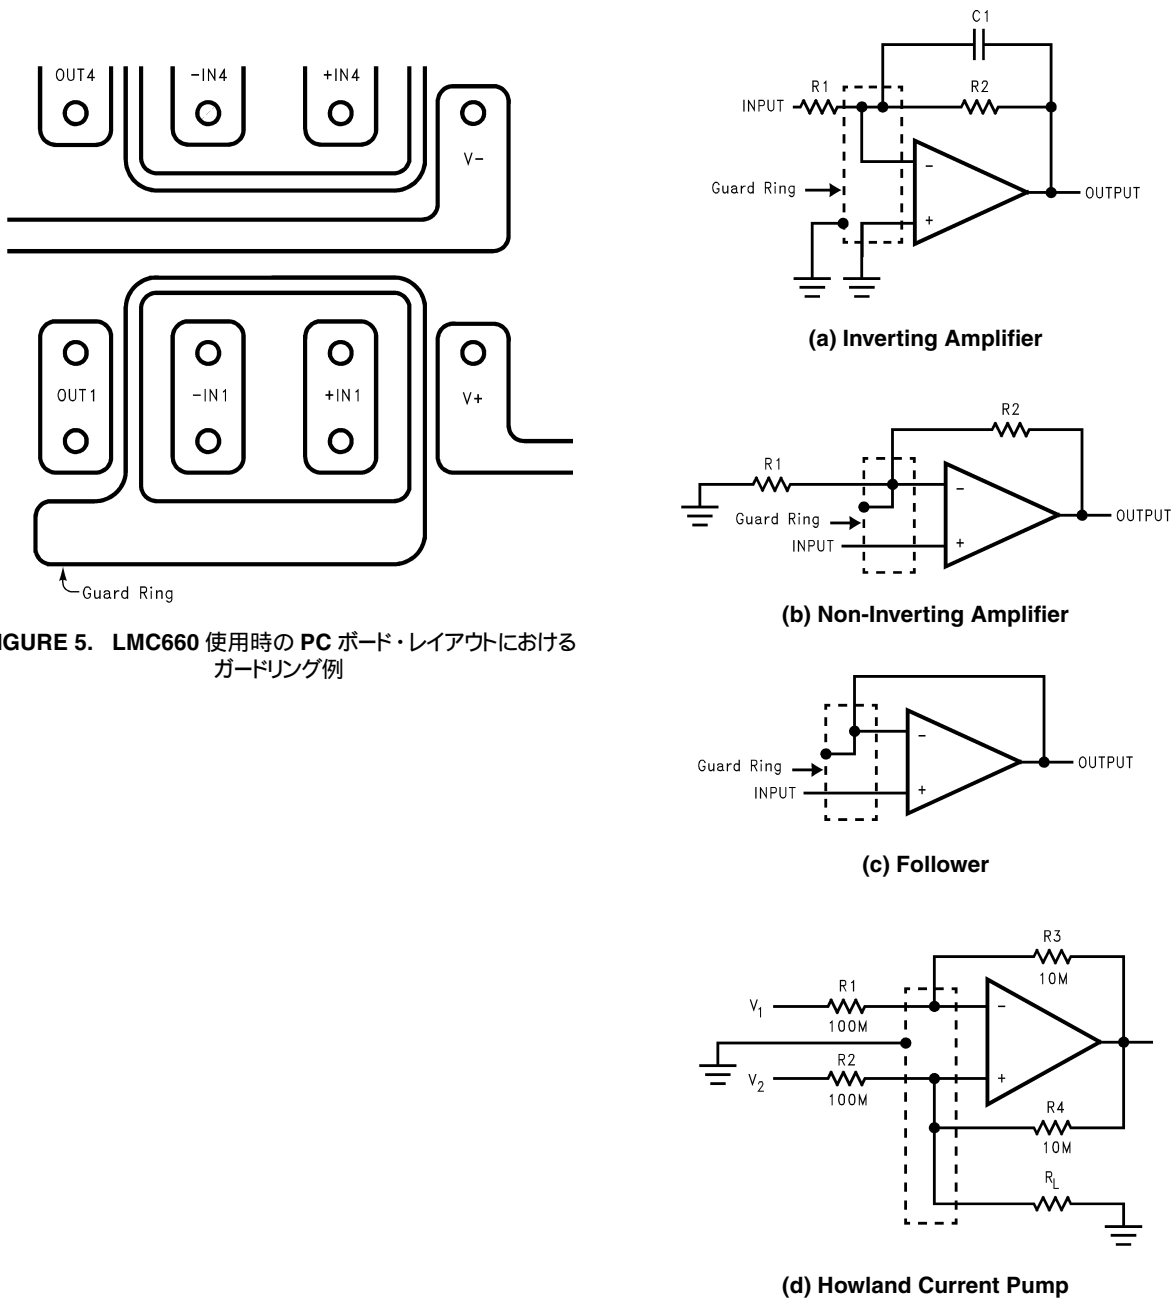 OUT4
-IN4
+IN4
V-
OUT1
-IN1
+IN1
V+
Guard Ring
IGURE 5. LMC660 使用時の PC ボード・レイアウトにおける
ガードリング例
C1
R1
R2
INPUT
Guard Ring
-
+
OUTPUT
(a) Inverting Amplifier
R2
R1
-
Guard Ring
OUTPUT
INPUT
+
(b) Non-Inverting Amplifier
-
Guard Ring
OUTPUT
INPUT
+
(c) Follower
R3
10M
R1
V1
100M
-
R2
V2
100M
+
R4
10M
RL
(d) Howland Current Pump